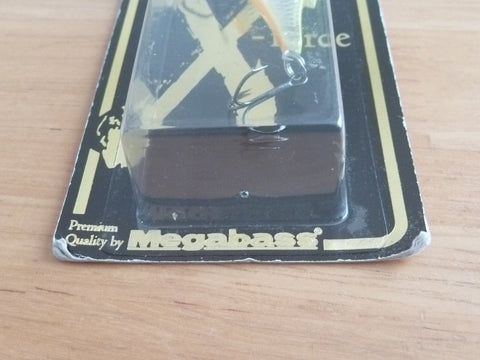 X
-Force
Premium
Quality by Megabass®